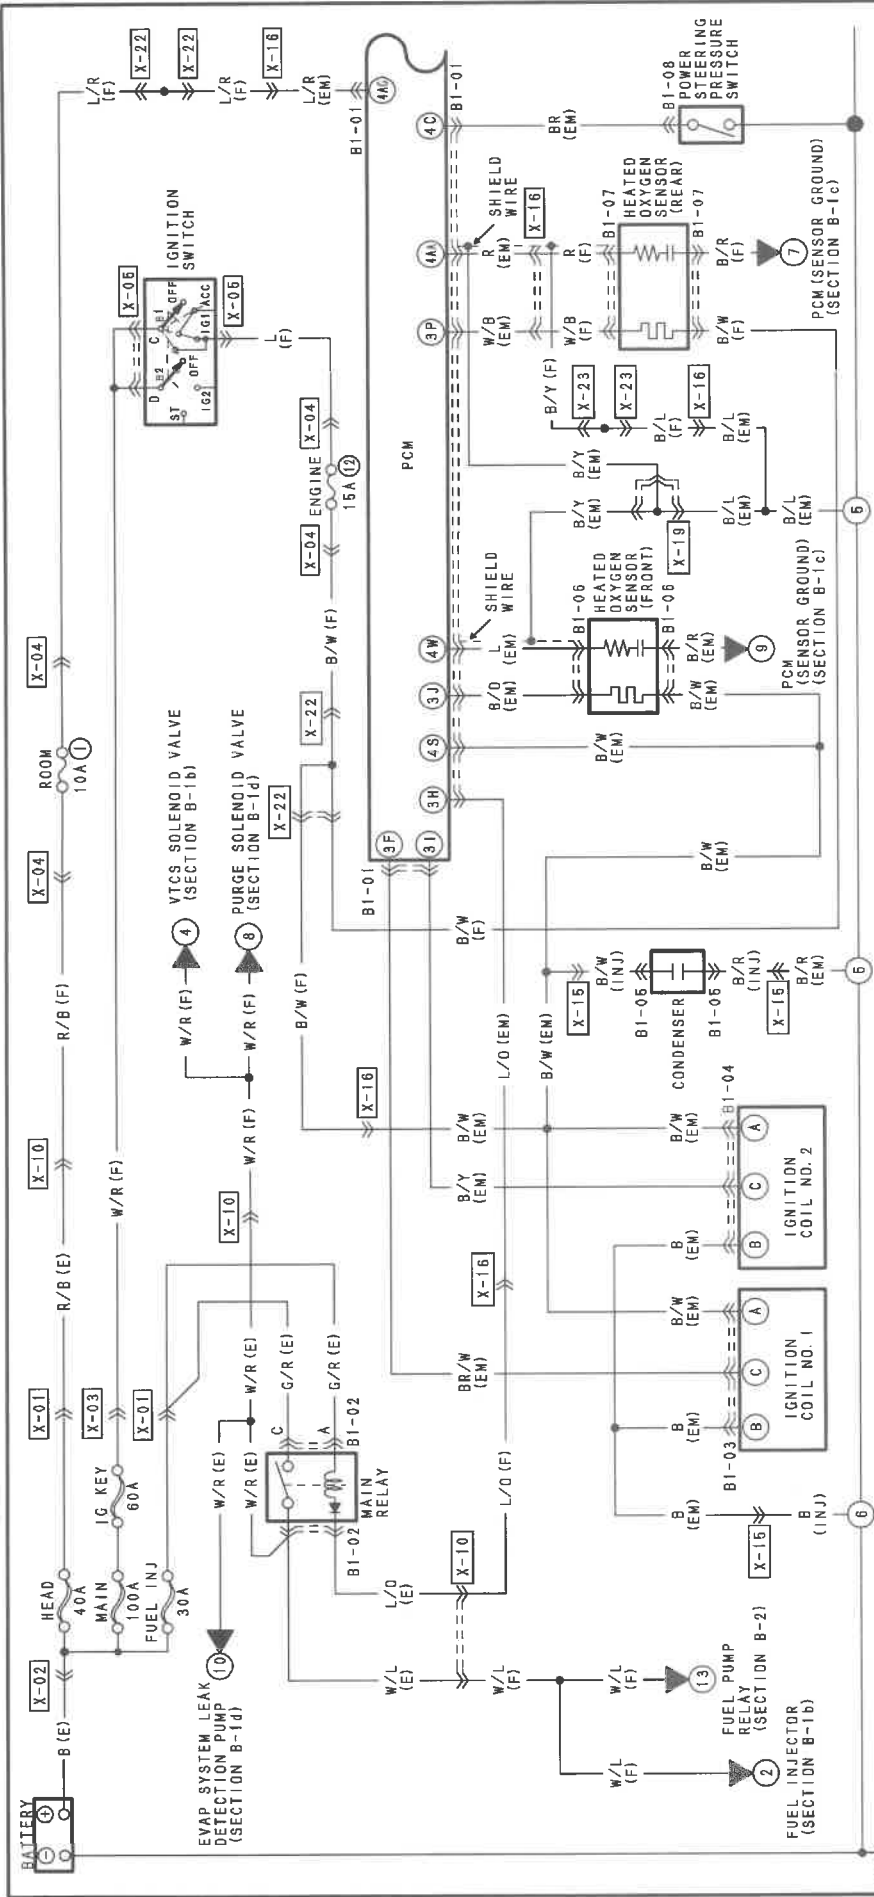 BATTERY
B (E)
X-02
HEAD
40A
MAIN
100A
FUEL INJ
30A
IG KEY
60A
X-01
X-03
X-01
R/B (E)
X-10
R/B (F)
X-04
ROOM
10A 1
X-04
L/R
(F)
X-22
X-22
L/R
(F)
X-16
L/R
(EM)
B1-01
4AC
W/R (F)
X-05
D
B2
C
B1
OFF
OFF
ST
IG2
IG1
ACC
IGNITION
SWITCH
X-05
L
(F)
X-04
ENGINE
15A 12
X-04
B/W (F)
X-22
X-22
B/W (F)
VTCS SOLENOID VALVE
(SECTION B-1b)
4
W/R (F)
PURGE SOLENOID VALVE
(SECTION B-1d)
8
W/R (F)
W/R (F)
X-10
W/R (E)
W/R (E)
W/R (E)
EVAP SYSTEM LEAK
DETECTION PUMP
(SECTION B-1d)
10
G/R (E)
G/R (E)
C
A
B1-02
B1-02
MAIN
RELAY
L/O
(E)
W/L
(E)
X-10
L/O (F)
X-16
L/O (EM)
W/L
(F)
W/L
(F)
13
FUEL PUMP
RELAY
(SECTION B-2)
W/L
(F)
2
FUEL INJECTOR
(SECTION B-1b)
PCM
B1-01
3F
3I
3H
4S
3J
4W
3P
4AA
4C
B1-01
X-16
B/W
(EM)
B/Y
(EM)
BR/W
(EM)
B/W (EM)
B/W
(F)
B/W
(EM)
B/W
(EM)
B
(EM)
B/W
(EM)
B
(EM)
B
(EM)
X-15
B
(INJ)
6
B1-03
A
C
B
IGNITION
COIL NO.1
B1-04
A
C
B
IGNITION
COIL NO.2
X-15
B/W
(INJ)
B1-05
CONDENSER
B1-05
B/R
(INJ)
X-15
B/R
(EM)
5
B/W
(EM)
B/O
(EM)
L
(EM)
SHIELD
WIRE
B1-06
HEATED
OXYGEN
SENSOR
(FRONT)
B1-06
B/W
(EM)
B/R
(EM)
9
PCM
(SENSOR GROUND)
(SECTION B-1c)
B/Y
(EM)
B/Y
(EM)
X-19
B/L
(EM)
B/L
(EM)
5
B/Y (F)
X-23
X-23
B/L
(F)
X-16
B/L
(EM)
W/B
(EM)
R
(EM)
SHIELD
WIRE
X-16
W/B
(F)
R
(F)
B1-07
HEATED
OXYGEN
SENSOR
(REAR)
B1-07
B/W
(F)
B/R
(F)
7
PCM (SENSOR GROUND)
(SECTION B-1c)
BR
(EM)
B1-08
POWER
STEERING
PRESSURE
SWITCH